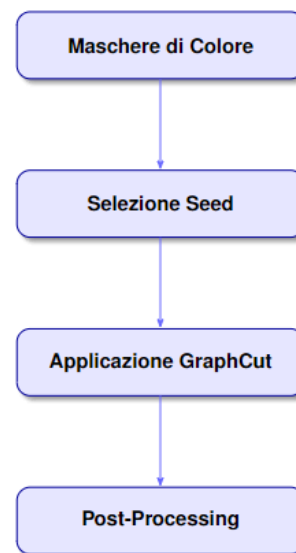 Maschere di Colore
Selezione Seed
Applicazione GraphCut
Post-Processing